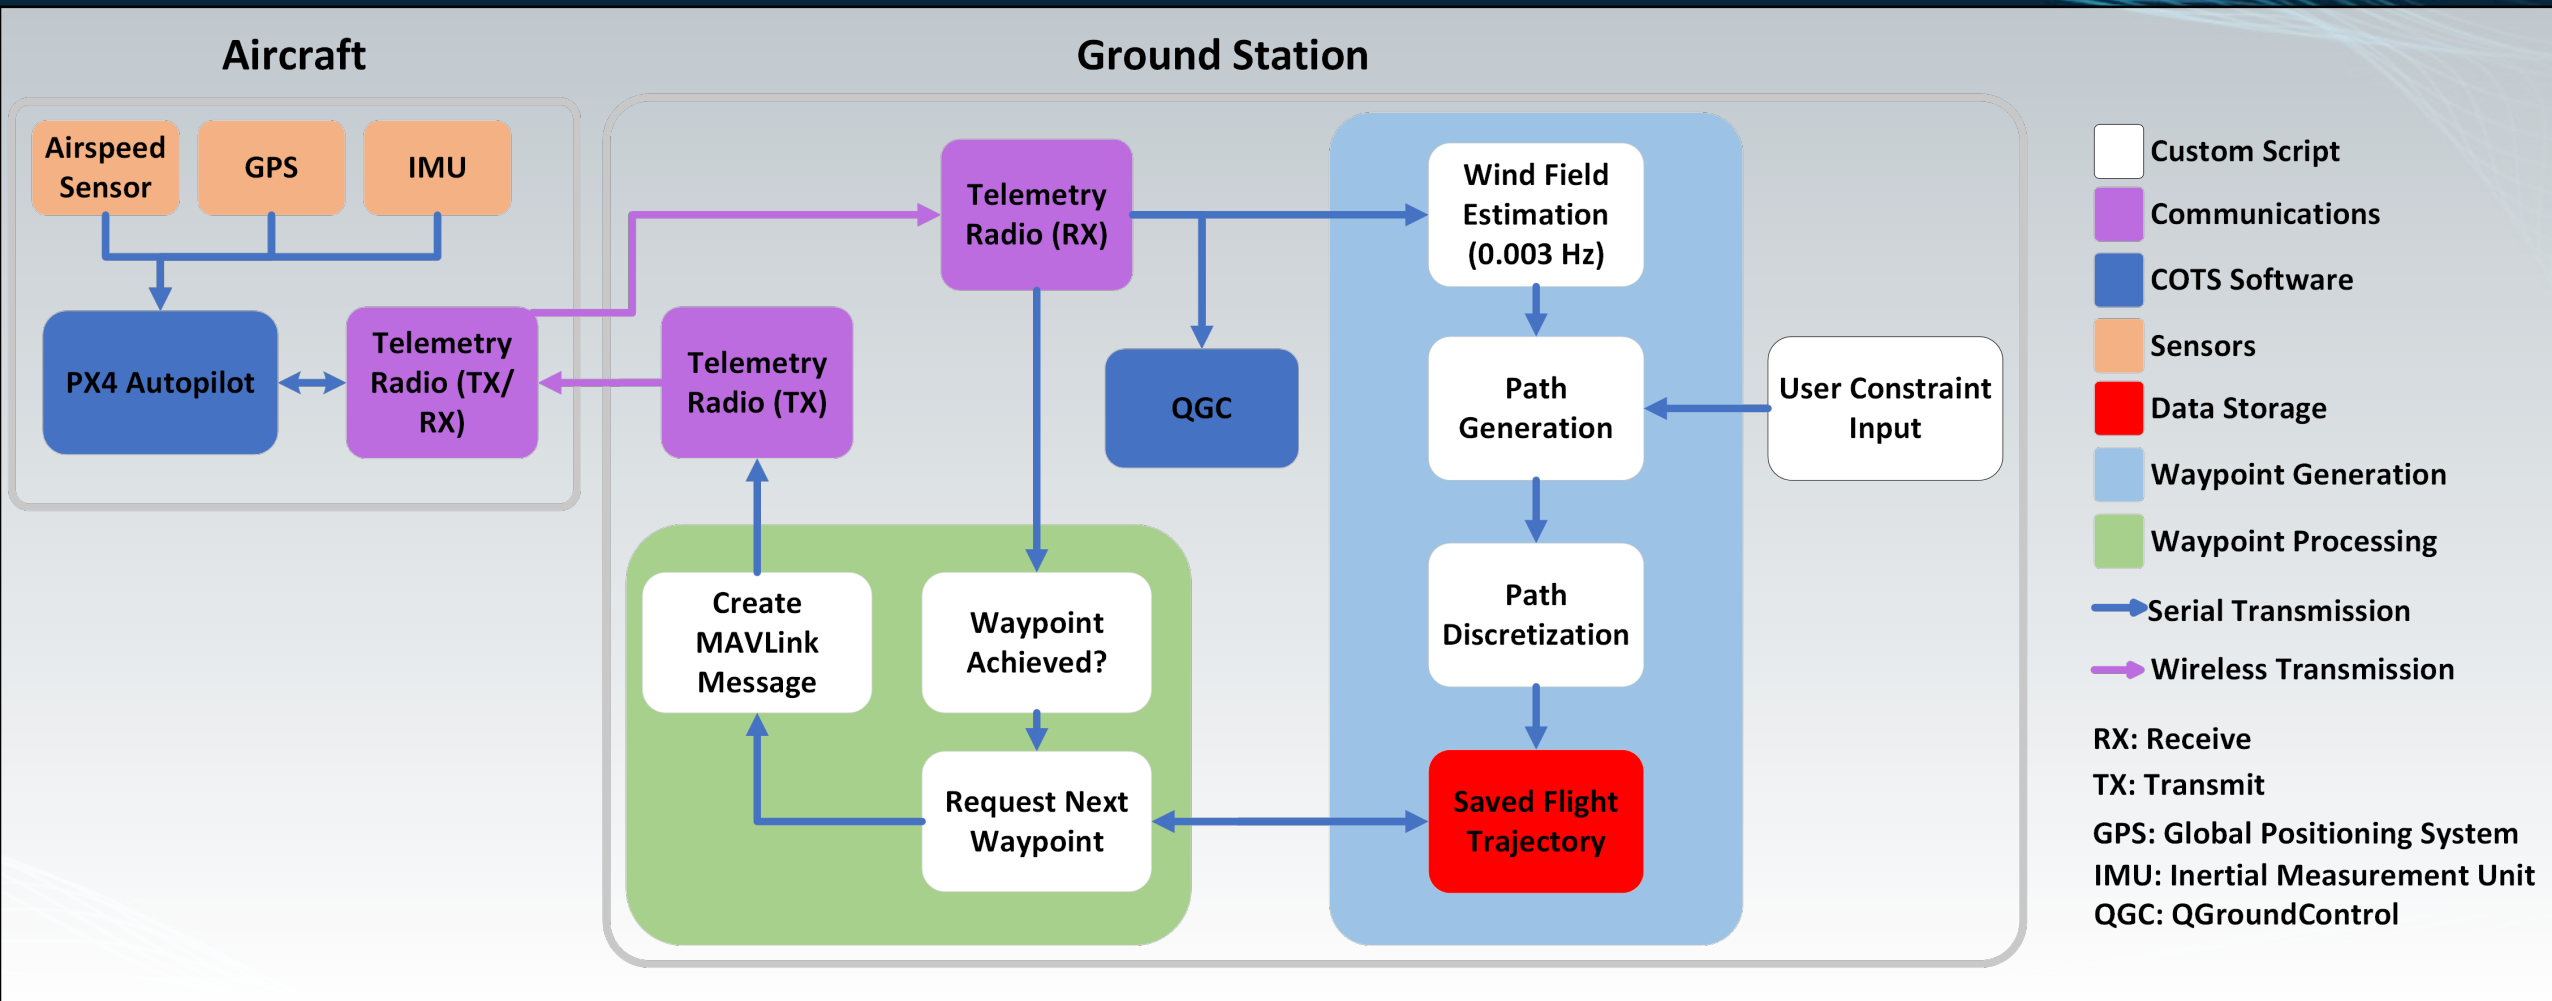 Aircraft
Ground Station
Airspeed
Sensor
GPS
IMU
PX4 Autopilot
Telemetry
Radio (TX/
RX)
Telemetry
Radio (RX)
Telemetry
Radio (TX)
QGC
Wind Field
Estimation
(0.003 Hz)
Path
Generation
User Constraint
Input
Path
Discretization
Saved Flight
Trajectory
Create
MAVLink
Message
Waypoint
Achieved?
Request Next
Waypoint
Custom Script
Communications
COTS Software
Sensors
Data Storage
Waypoint Generation
Waypoint Processing
Serial Transmission
Wireless Transmission
RX: Receive
TX: Transmit
GPS: Global Positioning System
IMU: Inertial Measurement Unit
QGC: QGroundControl